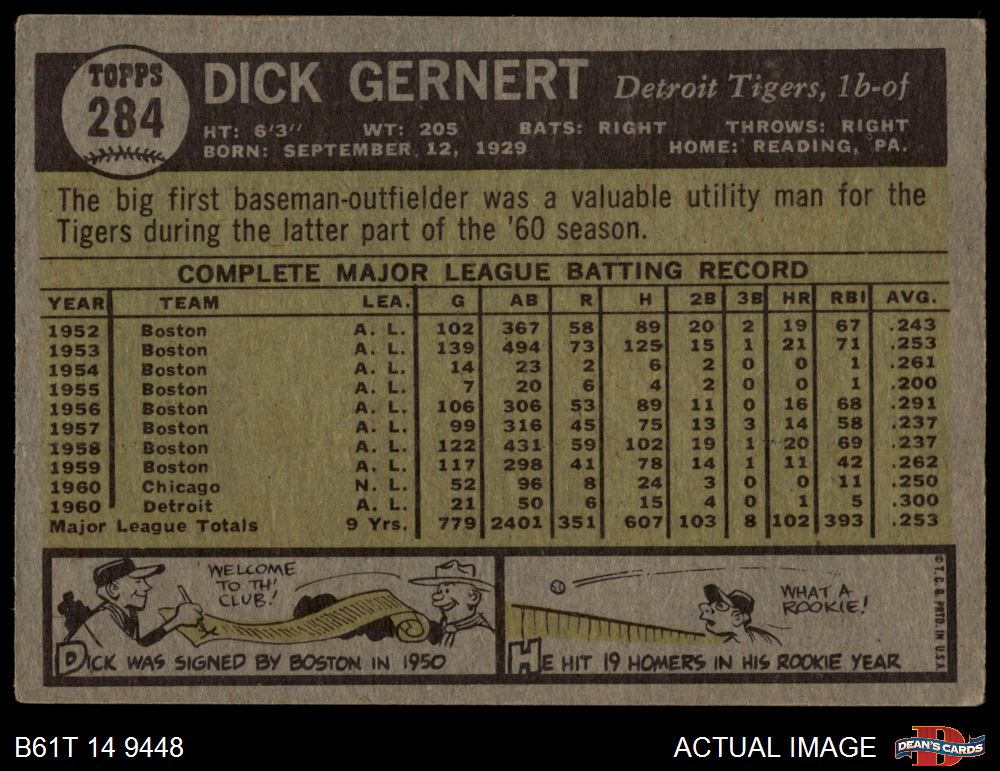 TOPPS
284
DICK GERNERT Detroit Tigers, 1b-of
HT: 6'3" WT: 205 BATS: RIGHT THROWS: RIGHT
BORN: SEPTEMBER 12, 1929 HOME: READING, PA.
The big first baseman-outfielder was a valuable utility man for the
Tigers during the latter part of the '60 season.
COMPLETE MAJOR LEAGUE BATTING RECORD
YEAR TEAM LEA. G AB R H 2B 3B HR RBI AVG.
1952 Boston A. L. 102 367 58 89 20 2 19 67 .243
1953 Boston A. L. 139 494 73 125 15 1 21 71 .253
1954 Boston A. L. 14 23 2 6 2 0 0 1 .261
1955 Boston A. L. 7 20 6 4 2 0 0 1 .200
1956 Boston A. L. 106 306 53 89 11 0 16 68 .291
1957 Boston A. L. 99 316 45 75 13 3 14 58 .237
1958 Boston A. L. 122 431 59 102 19 1 20 69 .237
1959 Boston A. L. 117 298 41 78 14 1 11 42 .262
1960 Chicago N. L. 52 96 8 24 3 0 0 11 .250
1960 Detroit A. L. 21 50 6 15 4 0 1 5 .300
Major League Totals 9 Yrs. 779 2401 351 607 103 8 102 393 .253
WELCOME
TO TH'
CLUB!
DICK WAS SIGNED BY BOSTON IN 1950
WHAT A
ROOKIE!
HE HIT 19 HOMERS IN HIS ROOKIE YEAR
© T.C.G. PRTD. IN U.S.A.
B61T 14 9448
ACTUAL IMAGE
DEAN'S CARDS